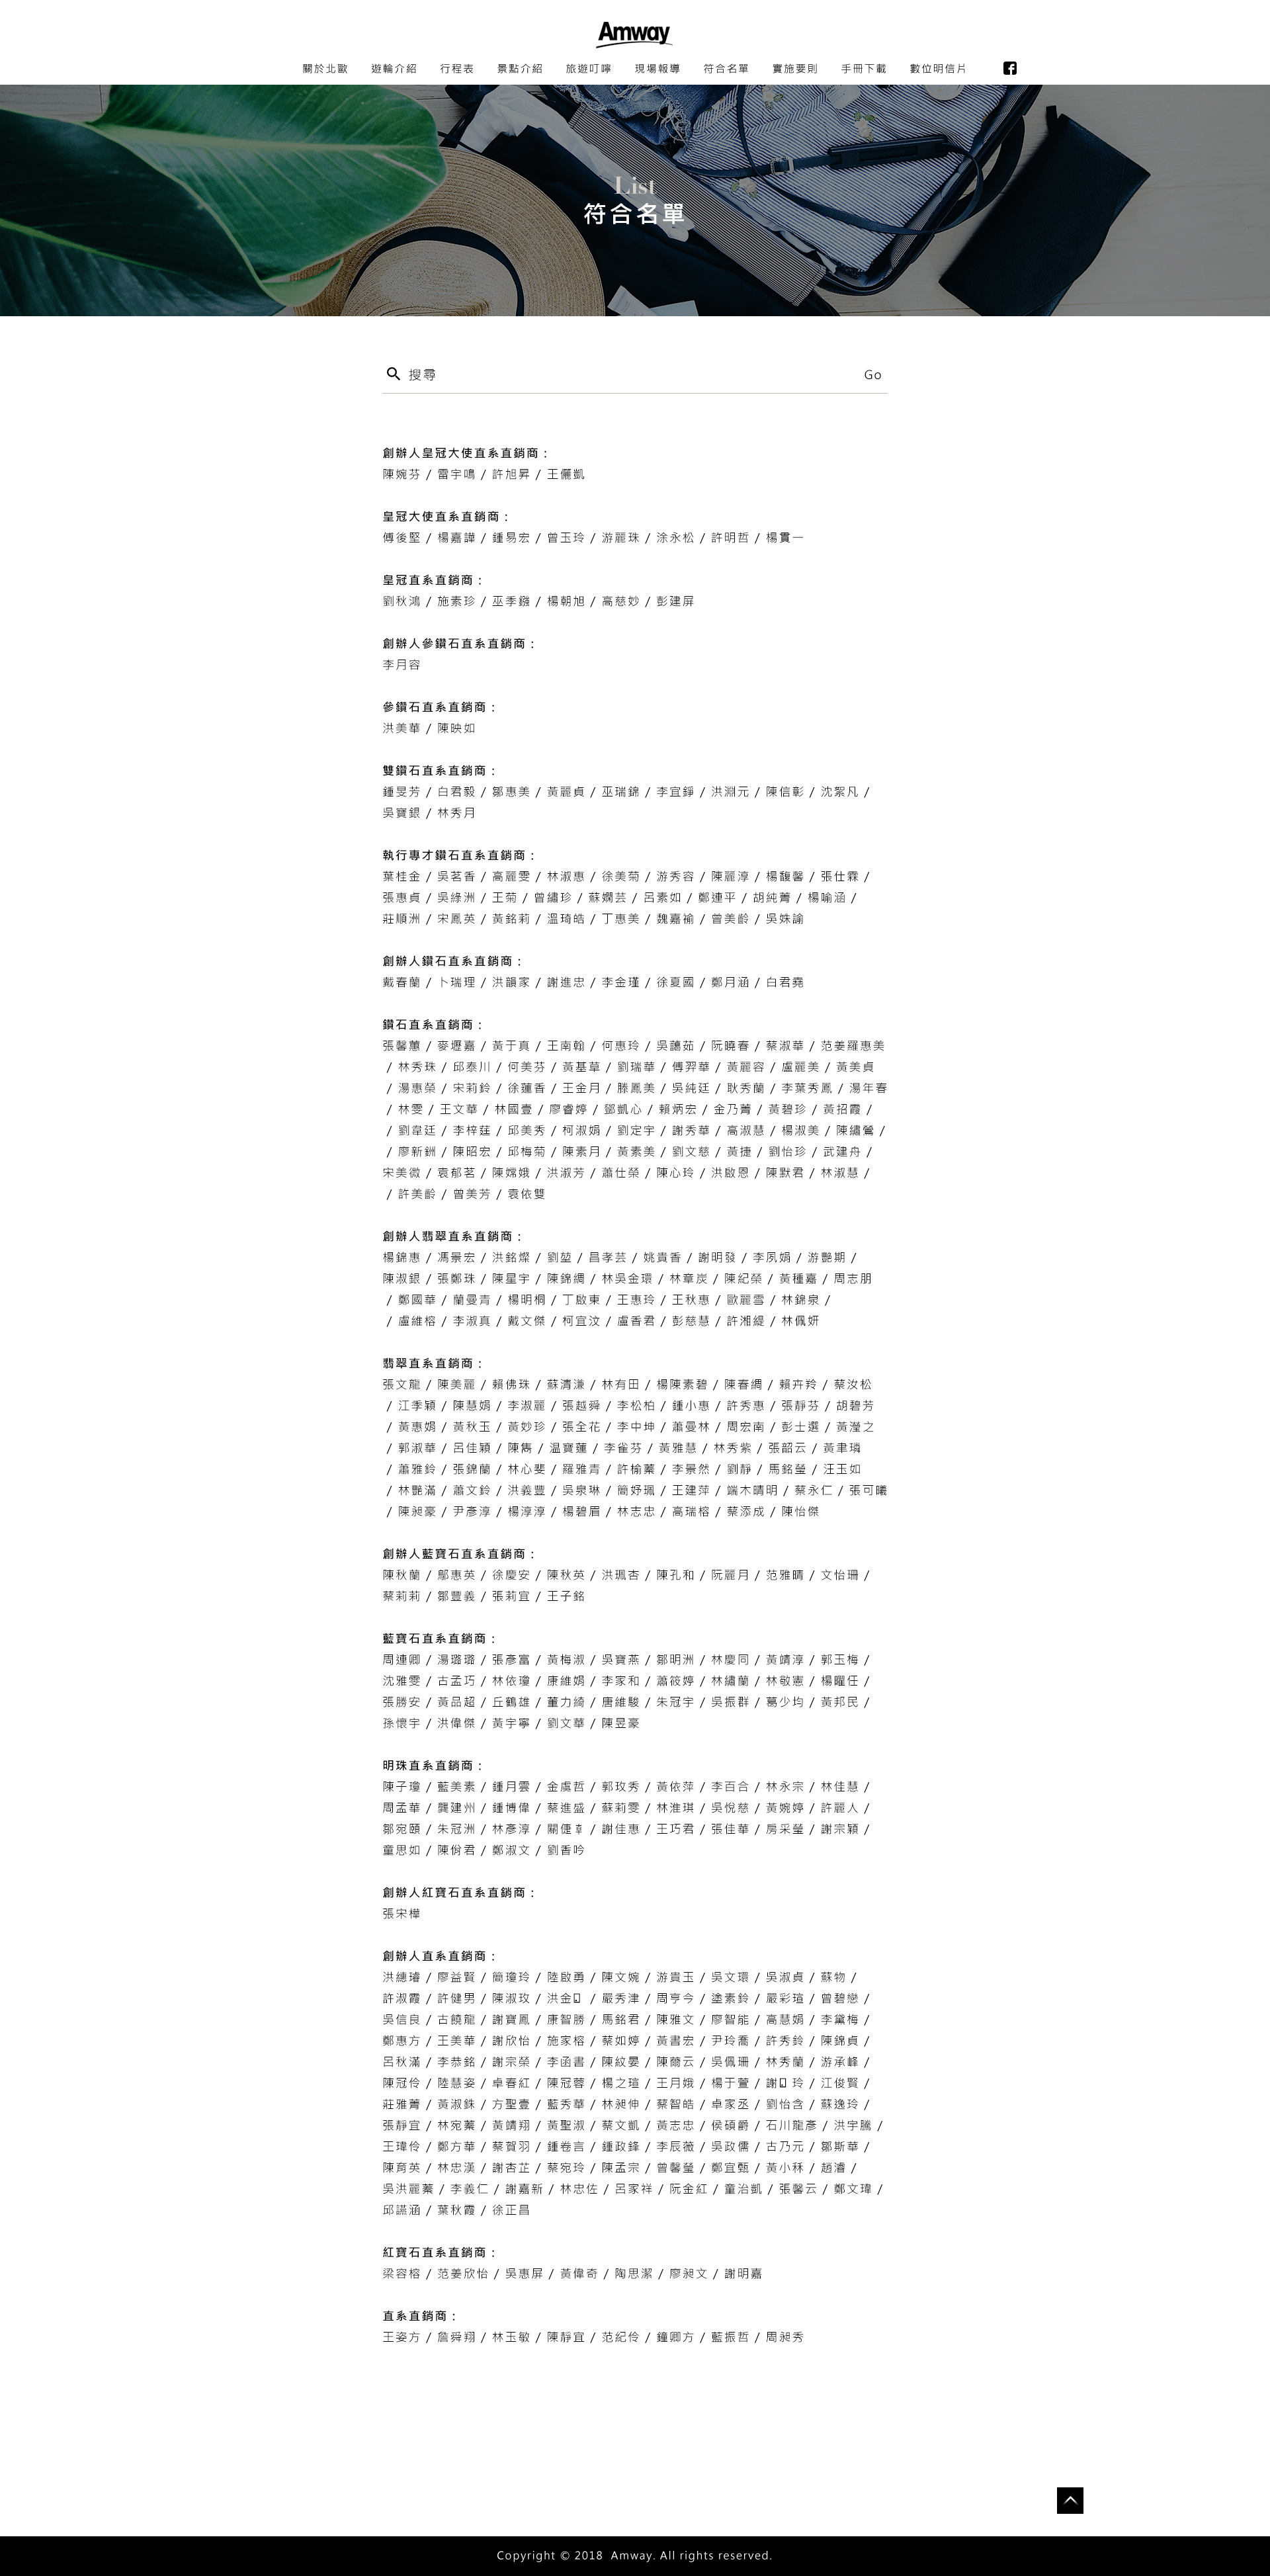 Amway
關於北歐 遊輪介紹 行程表 景點介紹 旅遊叮嚀 現場報導 符合名單 實施要則 手冊下載 數位明信片
List
符合名單
搜尋 Go
創辦人皇冠大使直系直銷商：
陳婉芬 / 雷宇鳴 / 許旭昇 / 王儷凱
皇冠大使直系直銷商：
傅後堅 / 楊嘉譁 / 鍾易宏 / 曾玉玲 / 游麗珠 / 涂永松 / 許明哲 / 楊貫一
皇冠直系直銷商：
劉秋鴻 / 施素珍 / 巫季鏹 / 楊朝旭 / 高慈妙 / 彭建屏
創辦人參鑽石直系直銷商：
李月容
參鑽石直系直銷商：
洪美華 / 陳映如
雙鑽石直系直銷商：
鍾旻芳 / 白君毅 / 鄒惠美 / 黃麗貞 / 巫瑞錦 / 李宜錚 / 洪淵元 / 陳信彰 / 沈絜凡 /
吳寶銀 / 林秀月
執行專才鑽石直系直銷商：
葉桂金 / 吳茗香 / 高麗雯 / 林淑惠 / 徐美菊 / 游秀容 / 陳麗淳 / 楊馥馨 / 張仕霖 /
張惠貞 / 吳綠洲 / 王菊 / 曾繡珍 / 蘇嫻芸 / 呂素如 / 鄭連平 / 胡純菁 / 楊喻涵 /
莊順洲 / 宋鳳英 / 黃銘莉 / 溫琦皓 / 丁惠美 / 魏嘉褕 / 曾美齡 / 吳姝諭
創辦人鑽石直系直銷商：
戴春蘭 / 卜瑞理 / 洪韻家 / 謝進忠 / 李金瑾 / 徐夏國 / 鄭月涵 / 白君堯
鑽石直系直銷商：
張馨蕙 / 麥壢嘉 / 黃于真 / 王南翰 / 何惠玲 / 吳藹茹 / 阮曉春 / 蔡淑華 / 范姜羅惠美
/ 林秀珠 / 邱泰川 / 何美芬 / 黃基草 / 劉瑞華 / 傅羿華 / 黃麗容 / 盧麗美 / 黃美貞
/ 湯惠榮 / 宋莉鈴 / 徐蓮香 / 王金月 / 滕鳳美 / 吳純廷 / 耿秀蘭 / 李葉秀鳳 / 湯年春
/ 林雯 / 王文華 / 林國壹 / 廖睿婷 / 鄧凱心 / 賴炳宏 / 金乃菁 / 黃碧珍 / 黃招霞 /
/ 劉韋廷 / 李梓莛 / 邱美秀 / 柯淑娟 / 劉定宇 / 謝秀華 / 高淑慧 / 楊淑美 / 陳繡鶯 /
/ 廖新銂 / 陳昭宏 / 邱梅菊 / 陳素月 / 黃素美 / 劉文慈 / 黃捷 / 劉怡珍 / 武建舟 /
宋美微 / 袁郁茗 / 陳嫦娥 / 洪淑芳 / 蕭仕榮 / 陳心玲 / 洪啟恩 / 陳默君 / 林淑慧 /
/ 許美齡 / 曾美芳 / 袁依雙
創辦人翡翠直系直銷商：
楊錦惠 / 馮景宏 / 洪銘燦 / 劉堃 / 昌孝芸 / 姚貴香 / 謝明發 / 李夙娟 / 游艷期 /
陳淑銀 / 張鄭珠 / 陳星宇 / 陳錦綢 / 林吳金環 / 林章炭 / 陳紀榮 / 黃種嘉 / 周志朋
/ 鄭國華 / 蘭曼青 / 楊明桐 / 丁啟東 / 王惠玲 / 王秋惠 / 歐麗雪 / 林錦泉 /
/ 盧維榕 / 李淑真 / 戴文傑 / 柯宜汶 / 盧香君 / 彭慈慧 / 許湘緹 / 林佩妍
翡翠直系直銷商：
張文龍 / 陳美麗 / 賴佛珠 / 蘇清溓 / 林有田 / 楊陳素碧 / 陳春綢 / 賴卉羚 / 蔡汝松
/ 江季穎 / 陳慧娟 / 李淑麗 / 張越舜 / 李松柏 / 鍾小惠 / 許秀惠 / 張靜芬 / 胡碧芳
/ 黃惠娟 / 黃秋玉 / 黃妙珍 / 張全花 / 李中坤 / 蕭曼林 / 周宏南 / 彭士選 / 黃瀅之
/ 郭淑華 / 呂佳穎 / 陳雋 / 温寶蓮 / 李雀芬 / 黃雅慧 / 林秀紫 / 張韶云 / 黃聿璘
/ 蕭雅鈴 / 張錦蘭 / 林心斐 / 羅雅青 / 許榆蓁 / 李景然 / 劉靜 / 馬銘瑩 / 汪玉如
/ 林艷滿 / 蕭文鈴 / 洪義豐 / 吳泉琳 / 簡妤珮 / 王建萍 / 端木晴明 / 蔡永仁 / 張可曦
/ 陳昶豪 / 尹彥淳 / 楊淳淳 / 楊碧眉 / 林志忠 / 高瑞榕 / 蔡添成 / 陳怡傑
創辦人藍寶石直系直銷商：
陳秋蘭 / 鄔惠英 / 徐慶安 / 陳秋英 / 洪珮杏 / 陳孔和 / 阮麗月 / 范雅晴 / 文怡珊 /
蔡莉莉 / 鄒豐義 / 張莉宜 / 王子銘
藍寶石直系直銷商：
周連卿 / 湯璐璐 / 張彥富 / 黃梅淑 / 吳寶燕 / 鄒明洲 / 林慶同 / 黃靖淳 / 郭玉梅 /
沈雅雯 / 古孟巧 / 林依瓊 / 康維娟 / 李家和 / 蕭筱婷 / 林繡蘭 / 林敬憲 / 楊曜任 /
張勝安 / 黃品超 / 丘鶴雄 / 董力綺 / 唐維駿 / 朱冠宇 / 吳振群 / 葛少均 / 黃邦民 /
孫懷宇 / 洪偉傑 / 黃宇寧 / 劉文華 / 陳昱豪
明珠直系直銷商：
陳子瓊 / 藍美素 / 鍾月雲 / 金虞哲 / 郭玫秀 / 黃依萍 / 李百合 / 林永宗 / 林佳慧 /
周孟華 / 龔建州 / 鍾博偉 / 蔡進盛 / 蘇莉雯 / 林淮琪 / 吳悅慈 / 黃婉婷 / 許麗人 /
鄒宛頤 / 朱冠洲 / 林彥淳 / 關倢 / 謝佳惠 / 王巧君 / 張佳華 / 房采瑩 / 謝宗穎 /
童思如 / 陳佾君 / 鄭淑文 / 劉香吟
創辦人紅寶石直系直銷商：
張宋樺
創辦人直系直銷商：
洪總璿 / 廖益賢 / 簡瓊玲 / 陸啟勇 / 陳文婉 / 游貴玉 / 吳文環 / 吳淑貞 / 蘇物 /
許淑霞 / 許健男 / 陳淑玫 / 洪金 / 嚴秀津 / 周亨今 / 塗素鈴 / 嚴彩瑄 / 曾碧戀 /
吳信良 / 古饒龍 / 謝寶鳳 / 康智勝 / 馬銘君 / 陳雅文 / 廖智能 / 高慧娟 / 李黛梅 /
鄭惠方 / 王美華 / 謝欣怡 / 施家榕 / 蔡如婷 / 黃書宏 / 尹玲喬 / 許秀鈴 / 陳錦貞 /
呂秋滿 / 李恭銘 / 謝宗榮 / 李函書 / 陳紋晏 / 陳薾云 / 吳佩珊 / 林秀蘭 / 游承峰 /
陳冠伶 / 陸慧姿 / 卓春紅 / 陳冠蓉 / 楊之瑄 / 王月娥 / 楊于萱 / 謝玲 / 江俊賢 /
莊雅菁 / 黃淑銖 / 方聖壹 / 藍秀華 / 林昶伸 / 蔡智皓 / 卓家丞 / 劉怡含 / 蘇逸玲 /
張靜宜 / 林宛蓁 / 黃靖翔 / 黃聖淑 / 蔡文凱 / 黃志忠 / 侯碩爵 / 石川龍彥 / 洪宇騰 /
王瑋伶 / 鄭方華 / 蔡賀羽 / 鍾卷言 / 鍾政鋒 / 李辰薇 / 吳政儒 / 古乃元 / 鄒斯華 /
陳育英 / 林忠漢 / 謝杏芷 / 蔡宛玲 / 陳孟宗 / 曾馨瑩 / 鄭宜甄 / 黃小秝 / 趙濬 /
吳洪麗蓁 / 李義仁 / 謝嘉新 / 林忠佐 / 呂家祥 / 阮金紅 / 童治凱 / 張馨云 / 鄭文瑋 /
邱讌涵 / 葉秋霞 / 徐正昌
紅寶石直系直銷商：
梁容榕 / 范姜欣怡 / 吳惠屏 / 黃偉奇 / 陶思潔 / 廖昶文 / 謝明嘉
直系直銷商：
王姿方 / 詹舜翔 / 林玉敏 / 陳靜宜 / 范紀伶 / 鐘卿方 / 藍振哲 / 周昶秀
Copyright © 2018 Amway. All rights reserved.